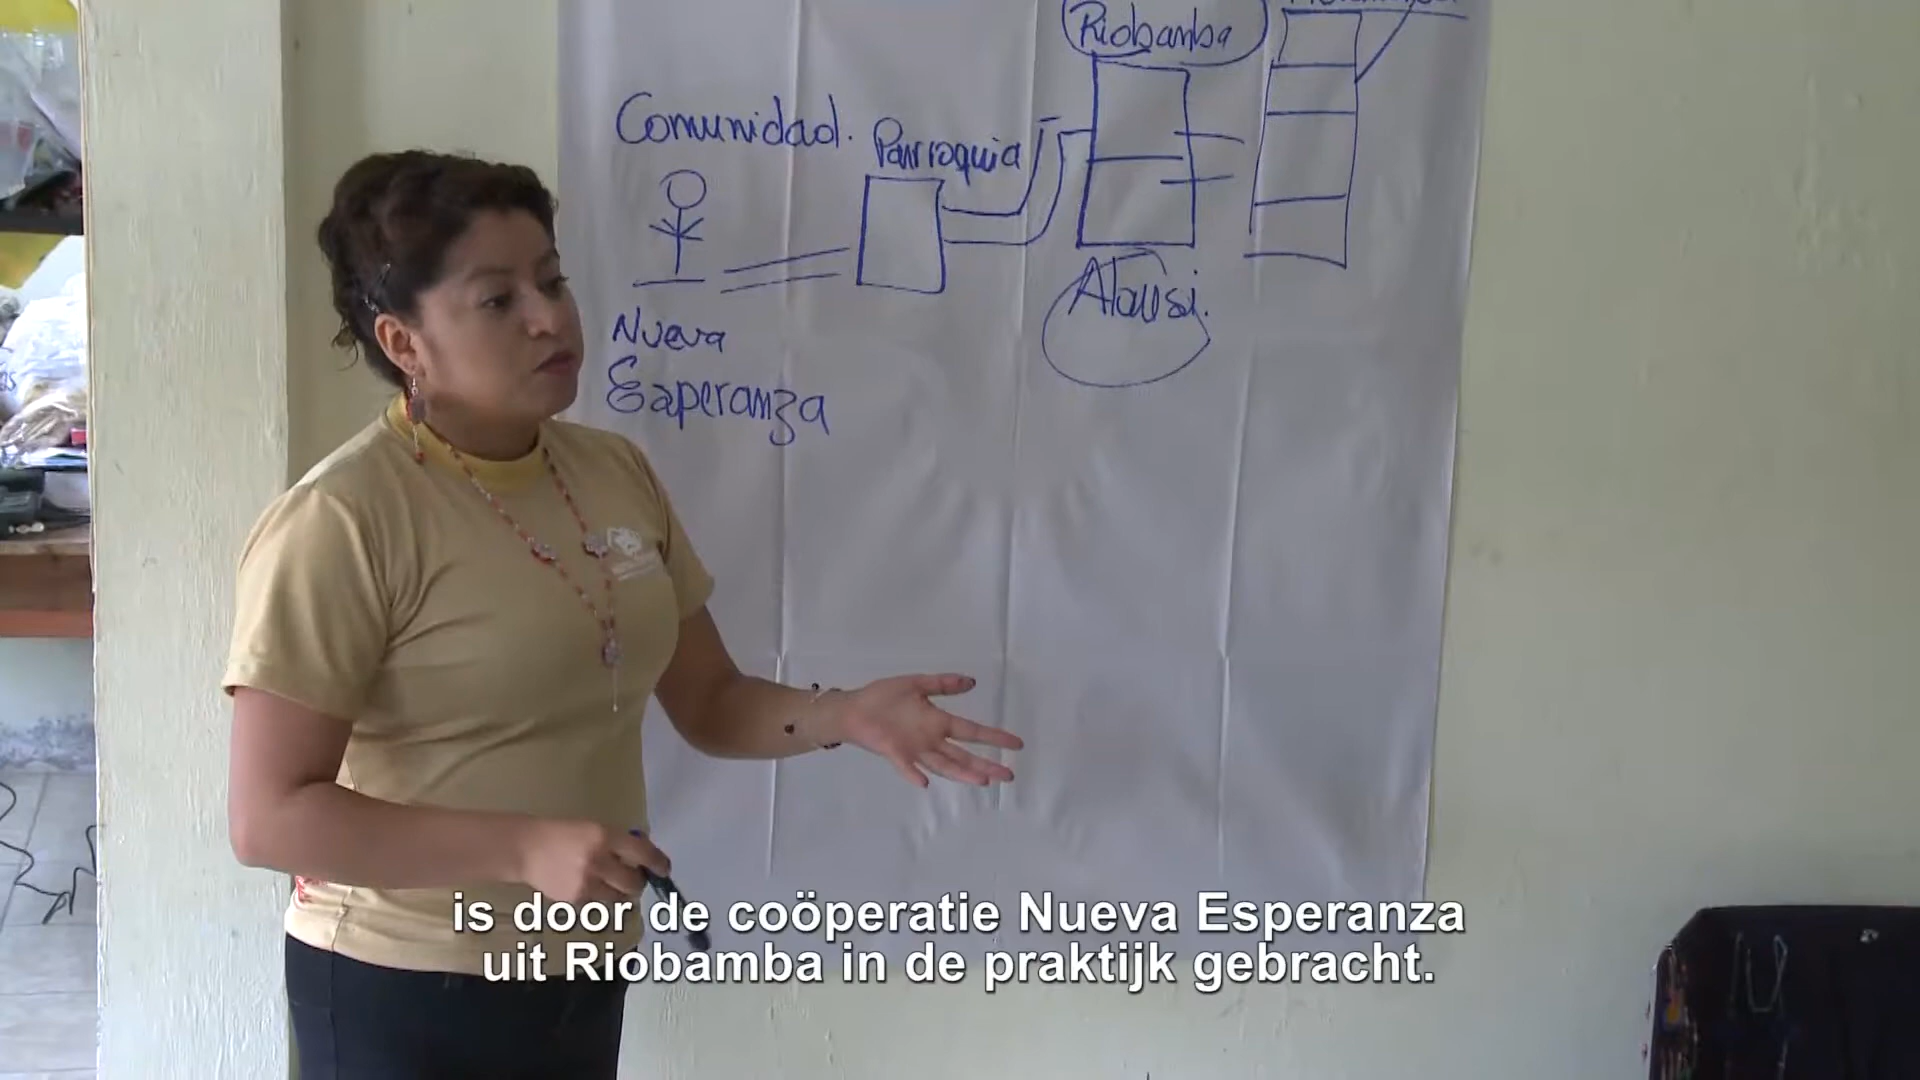 Riobamba
Comunidad.
Parroquia
Alausi.
Nueva
Esperanza
is door de coöperatie Nueva Esperanza
uit Riobamba in de praktijk gebracht.